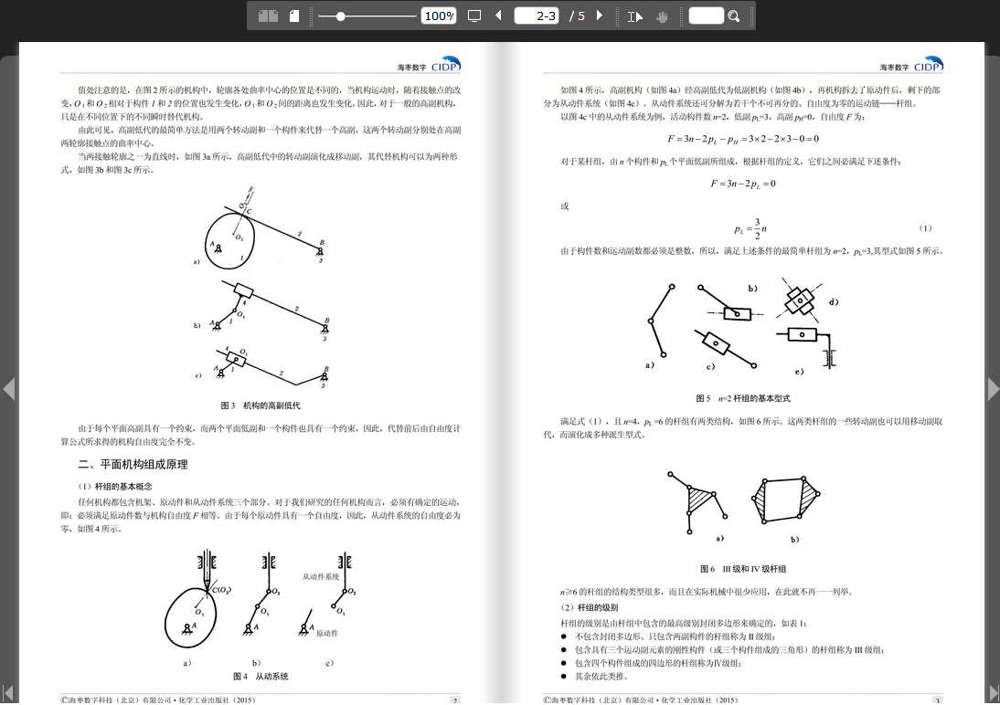 100%
2-3 / 5
海枣数字 CIDP
值处注意的是，在图 2 所示的机构中，轮廓各处曲率中心的位置是不同的，当机构运动时，随着接触点的改
变，O1 和 O2 相对于构件 1 和 2 的位置也发生变化，O1 和 O2 间的距离也发生变化。因此，对于一般的高副机构，
只是在不同位置下的不同瞬时替代机构。
由此可见，高副低代的最简单方法是用两个转动副和一个构件来代替一个高副，这两个转动副分别处在高副
两轮廓接触点的曲率中心。
当两接触轮廓之一为直线时，如图 3a 所示，高副低代中的转动副演化成移动副，其代替机构可以为两种形
式，如图 3b 和图 3c 所示。
O2 ∞
C
2
B
3
A
O1
1
a）
4
O1
2
A
1
B
3
b）
4
O1
A
1
2
B
3
c）
图 3 机构的高副低代
由于每个平面高副具有一个约束，而两个平面低副和一个构件也具有一个约束，因此，代替前后由自由度计
算公式所求得的机构自由度完全不变。
二、平面机构组成原理
（1）杆组的基本概念
任何机构都包含机架、原动件和从动件系统三个部分。对于我们研究的任何机构而言，必须有确定的运动，
即：必须满足原动件数与机构自由度 F 相等。由于每个原动件具有一个自由度，因此，从动件系统的自由度必为
零，如图 4 所示。
C(O2)
O1
A
O2
O1
A
从动件系统
O2
O1
A
原动件
a） b） c）
图 4 从动系统
©海枣数字科技（北京）有限公司·化学工业出版社（2015） 2
海枣数字 CIDP
如图 4 所示，高副机构（如图 4a）经高副低代为低副机构（如图 4b），再机构拆去了原动件后，剩下的部
分为从动件系统（如图 4c）。从动件系统还可分解为若干个不可再分的、自由度为零的运动链——杆组。
以图 4c 中的从动件系统为例，活动构件数 n=2，低副 pL=3，高副 pH=0，自由度 F 为：
F = 3n − 2pL − pH = 3×2 − 2×3 − 0 = 0
对于某杆组，由 n 个构件和 pL 个平面低副所组成，根据杆组的定义，它们之间必满足下述条件：
F = 3n − 2pL = 0
或
pL = 3/2 n （1）
由于构件数和运动副数都必须是整数，所以，满足上述条件的最简单杆组为 n=2，pL=3,其型式如图 5 所示。
b）
d）
a）
c）
e）
图 5 n=2 杆组的基本型式
满足式（1），且 n=4，pL =6 的杆组有两类结构，如图 6 所示。这两类杆组的一些转动副也可以用移动副取
代，而演化成多种派生型式。
a） b）
图 6 III 级和 IV 级杆组
n≥6 的杆组的结构类型很多，而且在实际机械中很少应用，在此就不再一一列举。
（2）杆组的级别
杆组的级别是由杆组中包含的最高级别封闭多边形来确定的，如表 1：
● 不包含封闭多边形、只包含两副构件的杆组称为 II 级组；
● 包含具有三个运动副元素的刚性构件（或三个构件组成的三角形）的杆组称为 III 级组；
● 包含四个构件组成的四边形的杆组称为Ⅳ级组；
● 其余依此类推。
©海枣数字科技（北京）有限公司·化学工业出版社（2015） 3